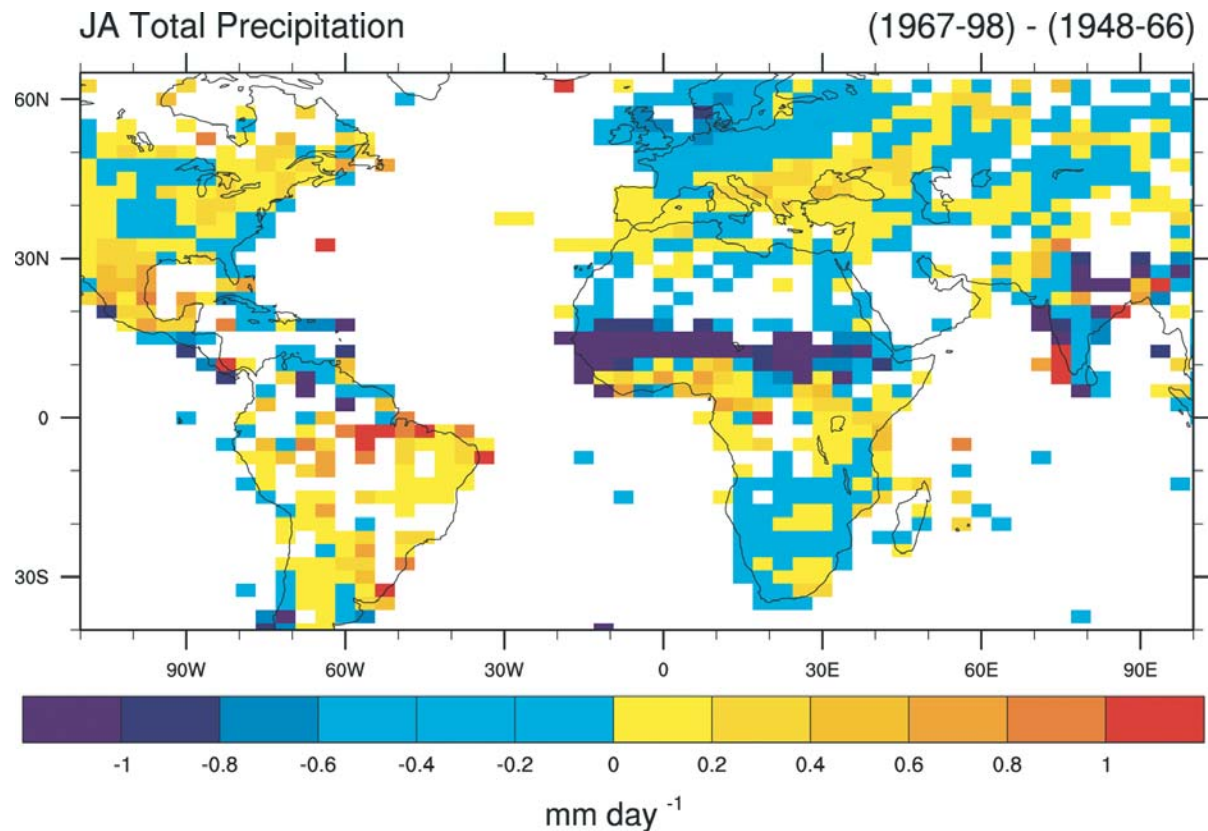 JA Total Precipitation (1967-98) - (1948-66)
60N
30N
0
30S
90W 60W 30W 0 30E 60E 90E
-1 -0.8 -0.6 -0.4 -0.2 0 0.2 0.4 0.6 0.8 1
mm day -1